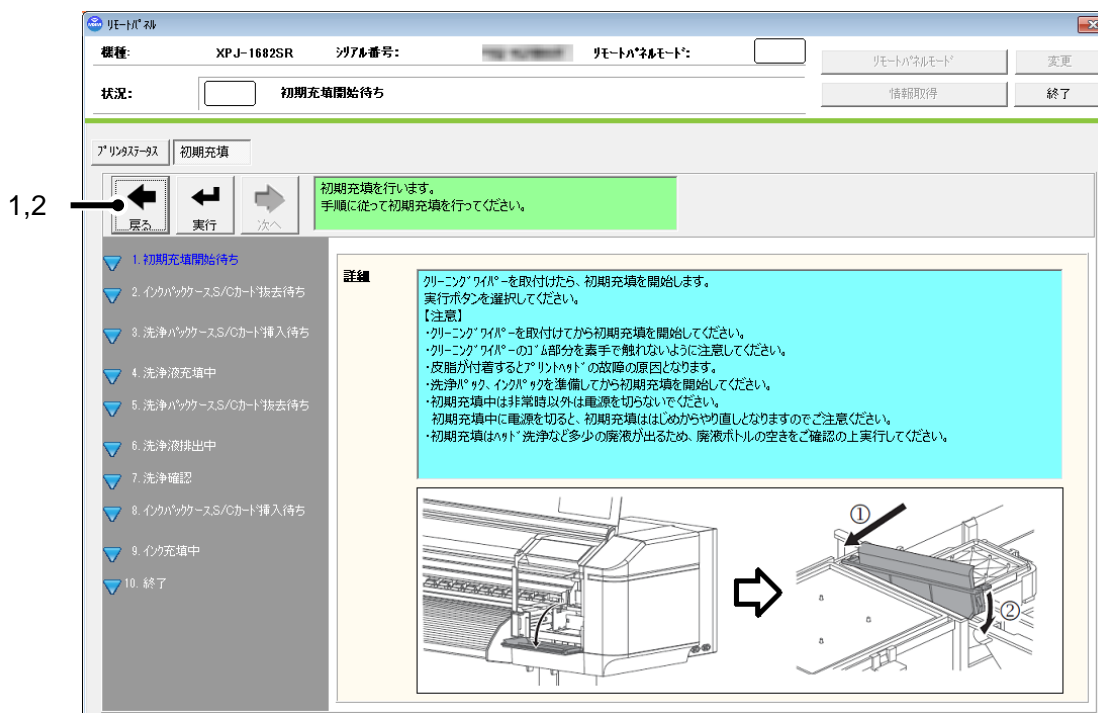 リモートパネル
機種: XPJ-1682SR シリアル番号: リモートパネルモード:
リモートパネルモード 変更
状況: 初期充填開始待ち
情報取得 終了
プリンタステータス 初期充填
1,2
戻る 実行 次へ
初期充填を行います。
手順に従って初期充填を行ってください。
1. 初期充填開始待ち
2. インクパックケース,S/Cカード抜去待ち
3. 洗浄パックケース,S/Cカード挿入待ち
4. 洗浄液充填中
5. 洗浄パックケース,S/Cカード抜去待ち
6. 洗浄液排出中
7. 洗浄確認
8. インクパックケース,S/Cカード挿入待ち
9. インク充填中
10. 終了
詳細
クリーニングワイパーを取付けたら、初期充填を開始します。
実行ボタンを選択してください。
【注意】
・クリーニングワイパーを取付けてから初期充填を開始してください。
・クリーニングワイパーのゴム部分を素手で触れないように注意してください。
・皮脂が付着するとプリントヘッドの故障の原因となります。
・洗浄パック、インクパックを準備してから初期充填を開始してください。
・初期充填中は非常時以外は電源を切らないでください。
初期充填中に電源を切ると、初期充填ははじめからやり直しとなりますのでご注意ください。
・初期充填はヘッド洗浄など多少の廃液が出るため、廃液ボトルの空きをご確認の上実行してください。
①
②